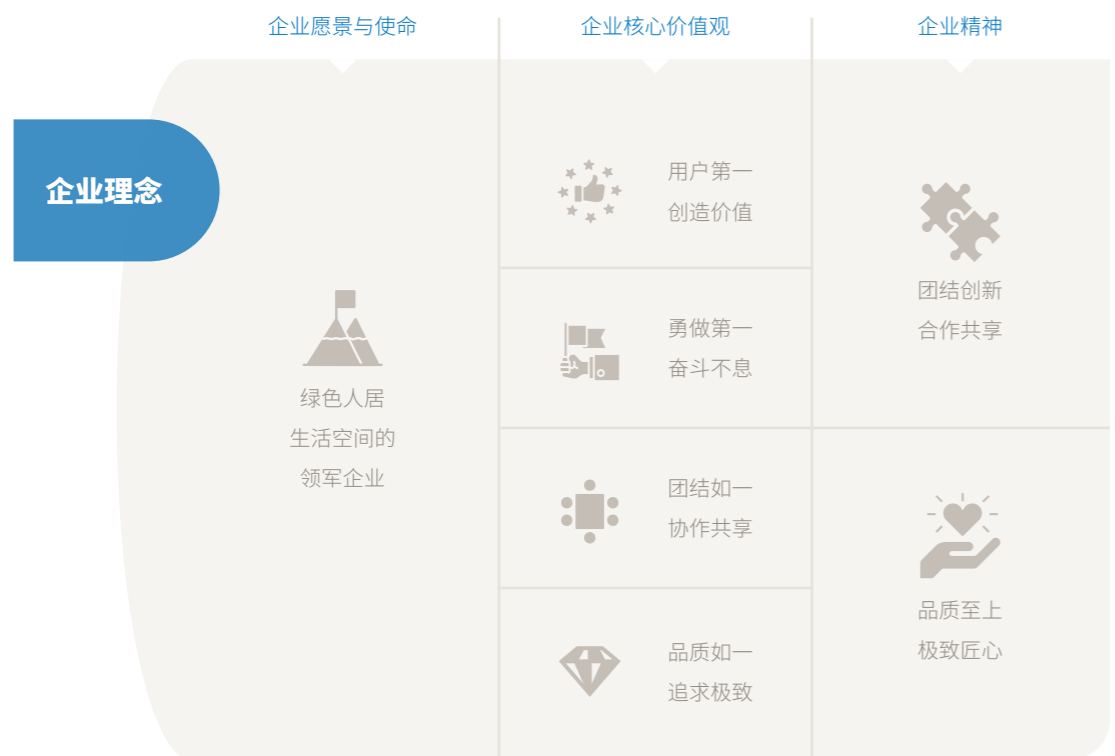 企业愿景与使命
企业核心价值观
企业精神
企业理念
绿色人居
生活空间的
领军企业
用户第一
创造价值
勇做第一
奋斗不息
团结如一
协作共享
品质如一
追求极致
团结创新
合作共享
品质至上
极致匠心